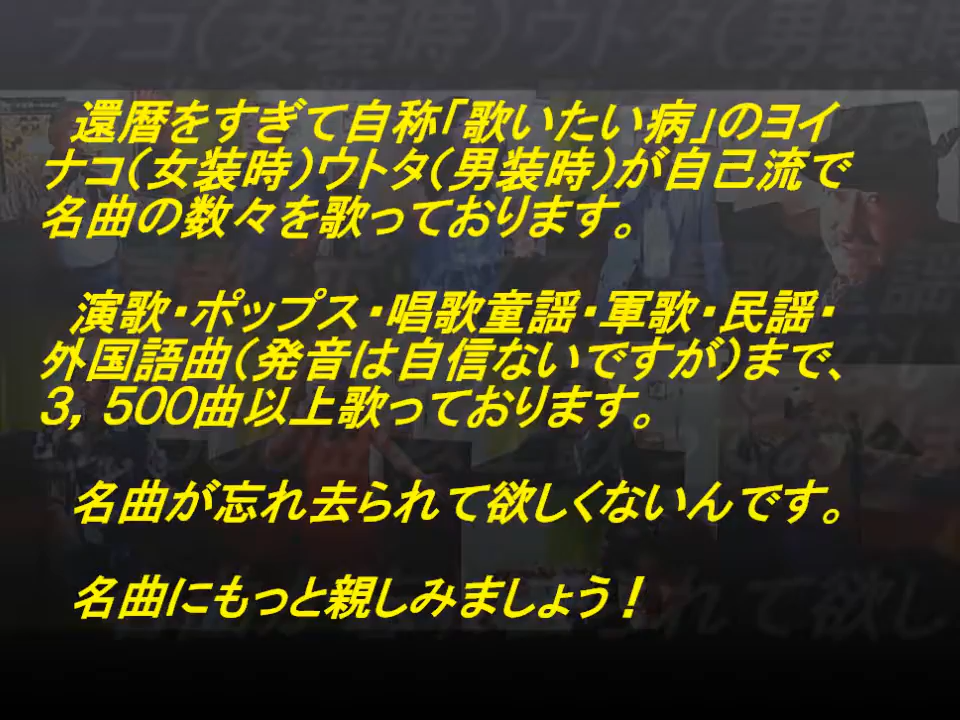 還暦をすぎて自称「歌いたい病」のヨイ
ナコ(女装時)ウトタ(男装時)が自己流で
名曲の数々を歌っております。
演歌・ポップス・唱歌童謡・軍歌・民謡・
外国語曲(発音は自信ないですが)まで、
3,500曲以上歌っております。
名曲が忘れ去られて欲しくないんです。
名曲にもっと親しみましょう!